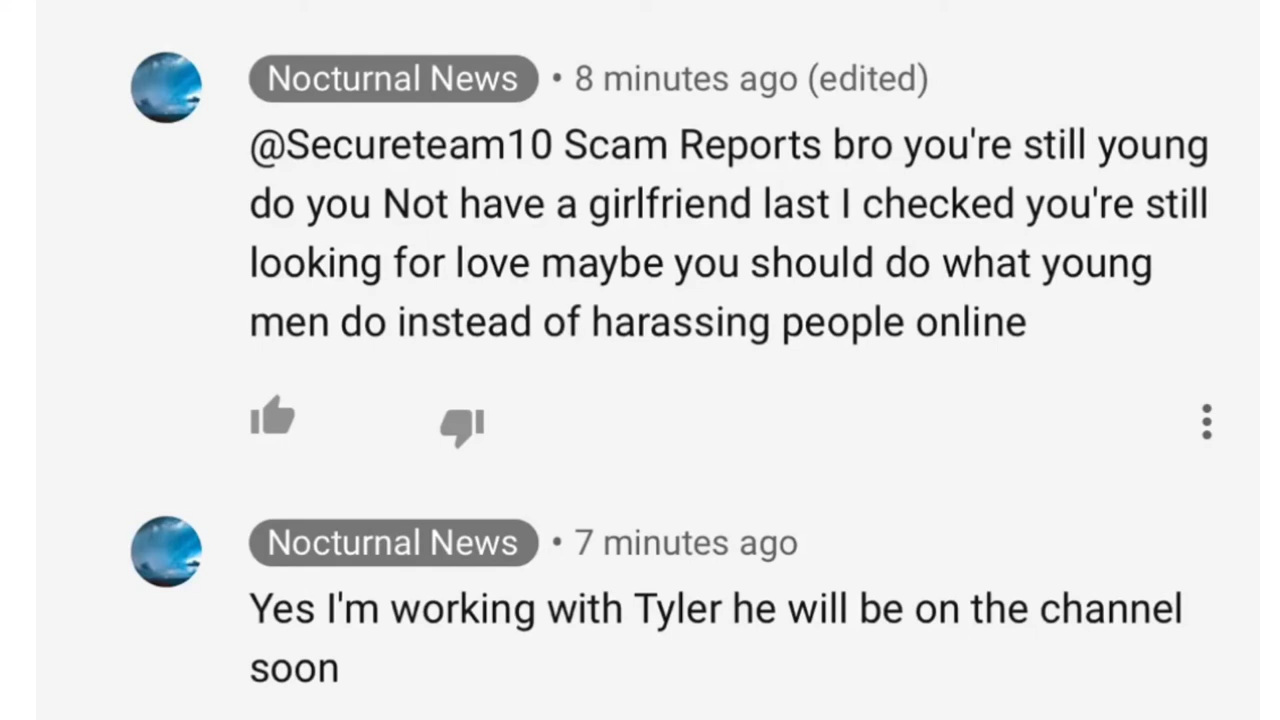 Nocturnal News • 8 minutes ago (edited)
@Secureteam10 Scam Reports bro you're still young
do you Not have a girlfriend last I checked you're still
looking for love maybe you should do what young
men do instead of harassing people online
Nocturnal News • 7 minutes ago
Yes I'm working with Tyler he will be on the channel
soon